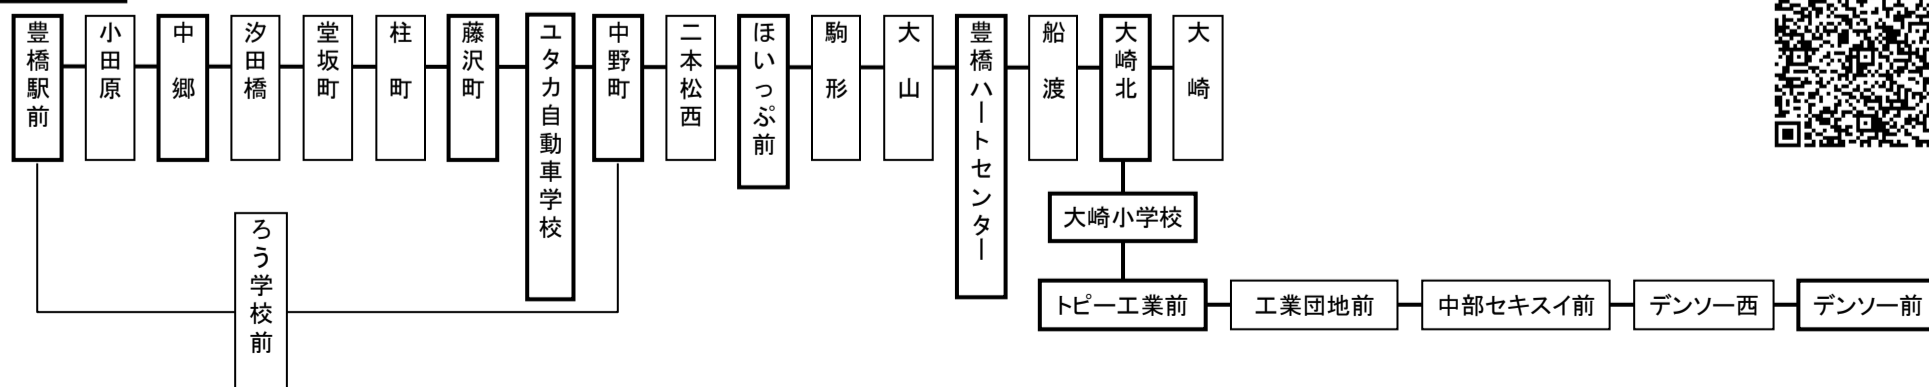 豊橋駅前
小田原
中郷
汐田橋
堂坂町
柱町
藤沢町
ユタカ自動車学校
中野町
二本松西
ほいっぷ前
駒形
大山
豊橋ハートセンター
船渡
大崎北
大崎
ろう学校前
大崎小学校
トピー工業前
工業団地前
中部セキスイ前
デンソー西
デンソー前